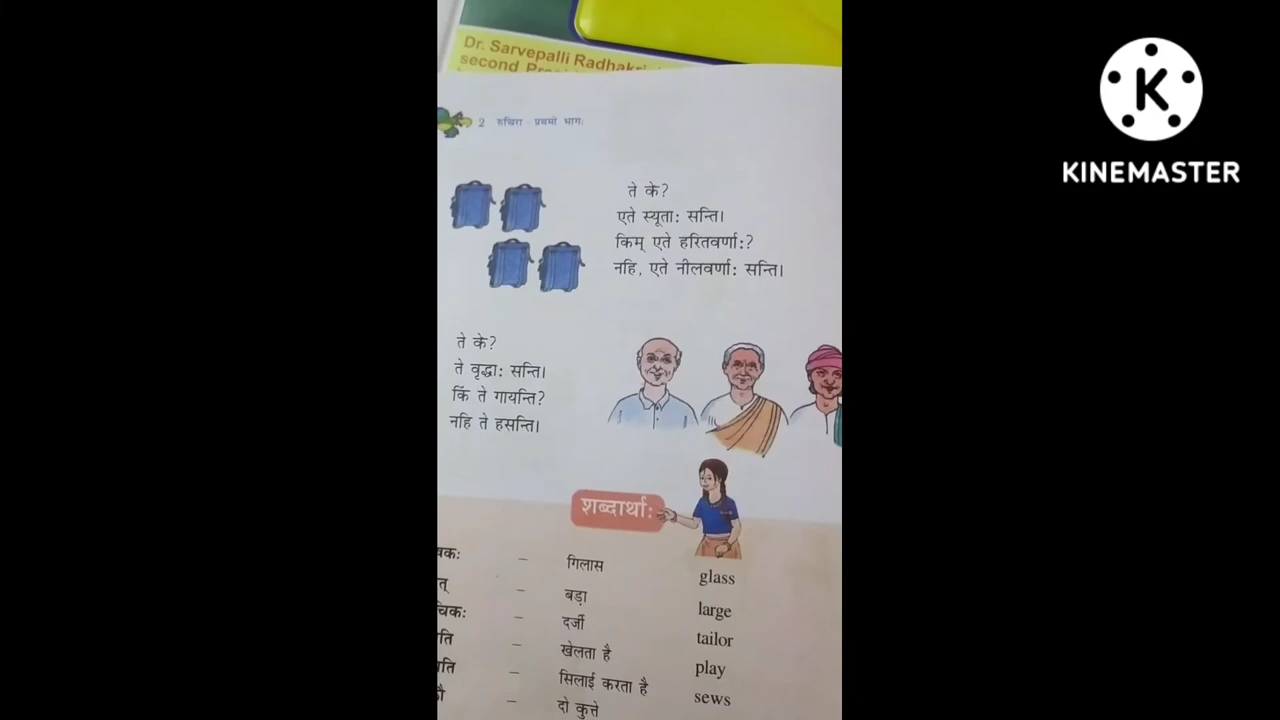 Dr. Sarvepalli
second
2 रुचिरा - प्रथमो भागः
ते के?
एते स्यूताः सन्ति।
किम् एते हरितवर्णाः?
नहि, एते नीलवर्णाः सन्ति।
ते के?
ते वृद्धाः सन्ति।
किं ते गायन्ति?
नहि ते हसन्ति।
शब्दार्थाः
– गिलास glass
– बड़ा large
– दर्जी tailor
– खेलता है play
– सिलाई करता है sews
– दो कुत्ते
K
KINEMASTER